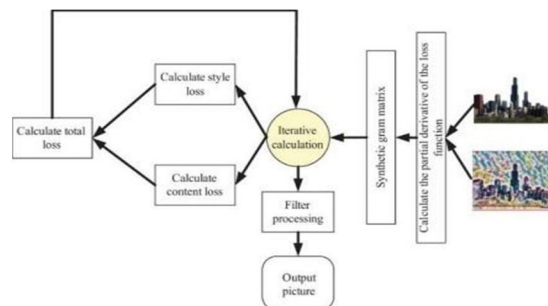 Calculate style
loss
Calculate total
loss
Iterative
calculation
Calculate
content loss
Filter
processing
Output
picture
Synthetic gram matrix
Calculate the partial derivative of the loss
function